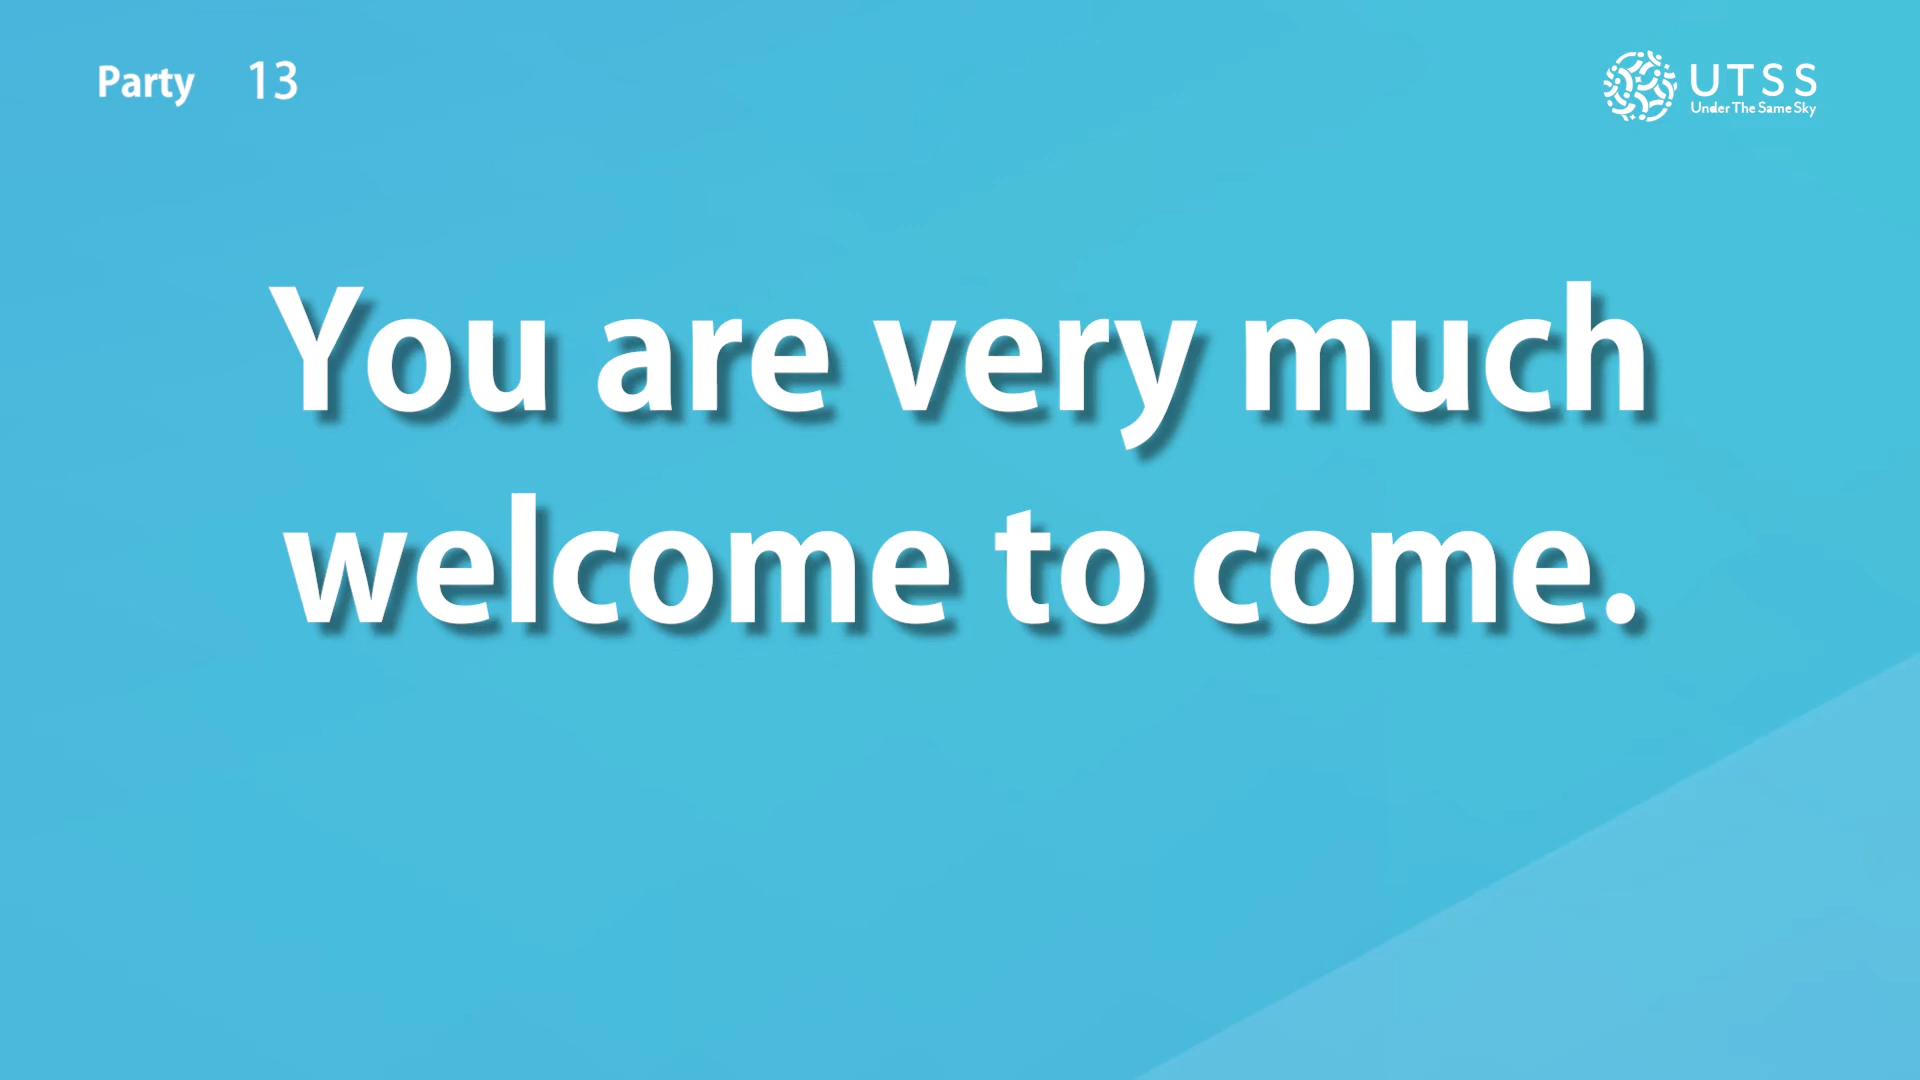 Party 13
UTSS
Under The Same Sky
You are very much
welcome to come.